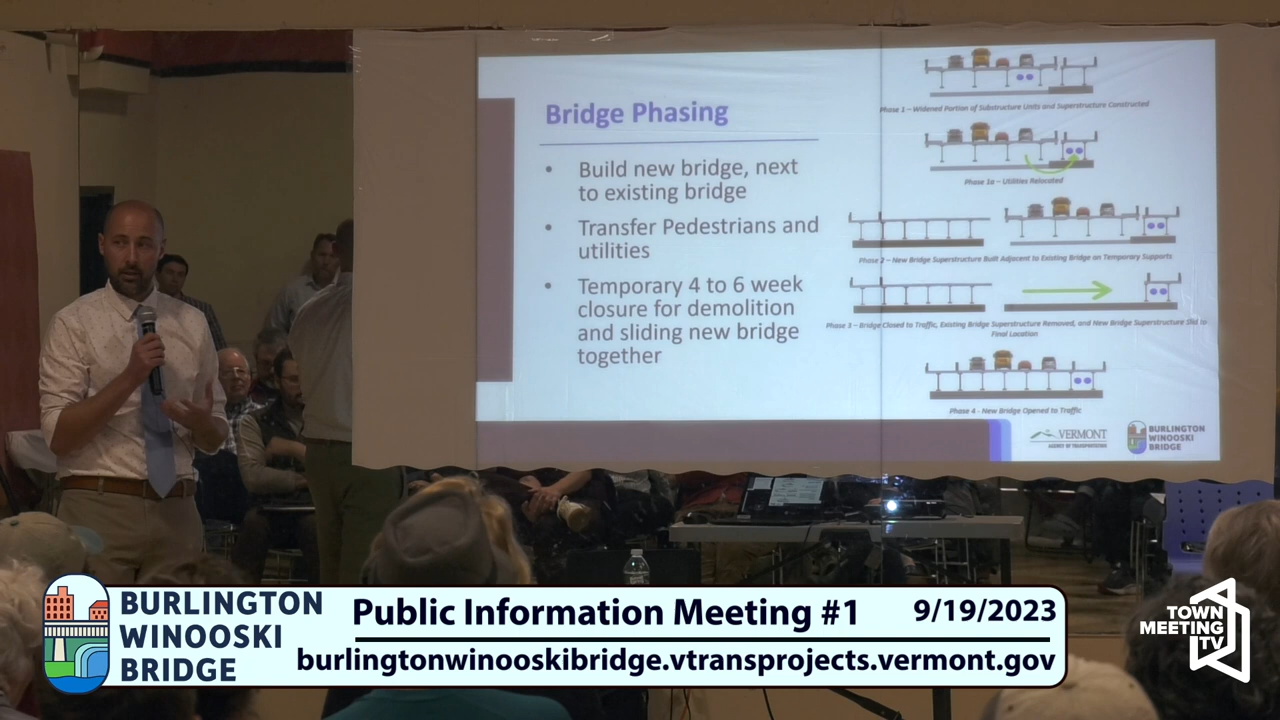 Bridge Phasing
• Build new bridge, next
to existing bridge
• Transfer Pedestrians and
utilities
• Temporary 4 to 6 week
closure for demolition
and sliding new bridge
together
Phase 1 – Widened Portion of Substructure Units and Superstructure Constructed
Phase 1a – Utilities Relocated
Phase 2 – New Bridge Superstructure Built Adjacent to Existing Bridge on Temporary Supports
Phase 3 – Bridge Closed to Traffic, Existing Bridge Superstructure Removed, and New Bridge Superstructure Slid to
Final Location
Phase 4 - New Bridge Opened to Traffic
VERMONT
AGENCY OF TRANSPORTATION
BURLINGTON
WINOOSKI
BRIDGE
BURLINGTON
WINOOSKI
BRIDGE
Public Information Meeting #1 9/19/2023
burlingtonwinooskibridge.vtransprojects.vermont.gov
TOWN
MEETING
TV